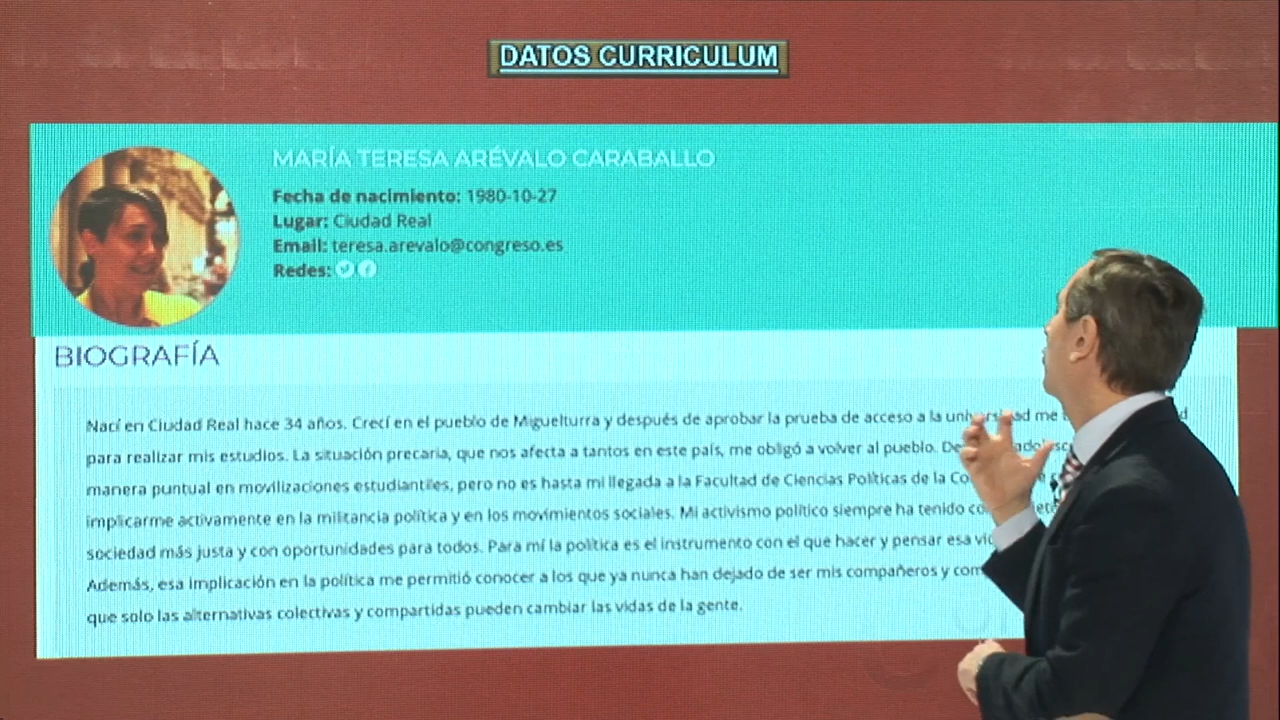 DATOS CURRICULUM
MARÍA TERESA ARÉVALO CARABALLO
Fecha de nacimiento: 1980-10-27
Lugar: Ciudad Real
Email: teresa.arevalo@congreso.es
Redes:
BIOGRAFÍA
Nací en Ciudad Real hace 34 años. Crecí en el pueblo de Miguelturra y después de aprobar la prueba de acceso a la universidad me
para realizar mis estudios. La situación precaria, que nos afecta a tantos en este país, me obligó a volver al pueblo.
manera puntual en movilizaciones estudiantiles, pero no es hasta mi llegada a la Facultad de Ciencias Políticas de la
implicarme activamente en la militancia política y en los movimientos sociales. Mi activismo político siempre ha tenido
sociedad más justa y con oportunidades para todos. Para mí la política es el instrumento con el que hacer y pensar esa
Además, esa implicación en la política me permitió conocer a los que ya nunca han dejado de ser mis compañeros y
que solo las alternativas colectivas y compartidas pueden cambiar las vidas de la gente.